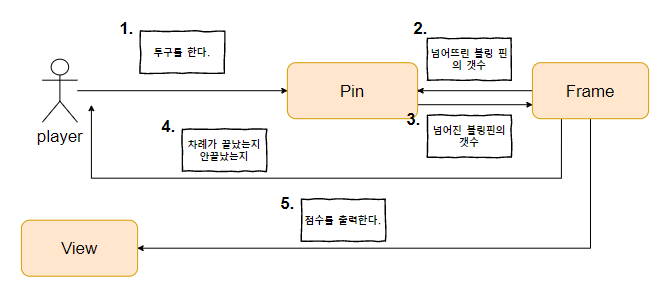 1.
투구를 한다.
2.
넘어뜨린 볼링 핀
의 갯수
player
Pin
Frame
3.
넘어진 볼링핀의
갯수
4.
차례가 끝났는지
안끝났는지
5.
점수를 출력한다.
View